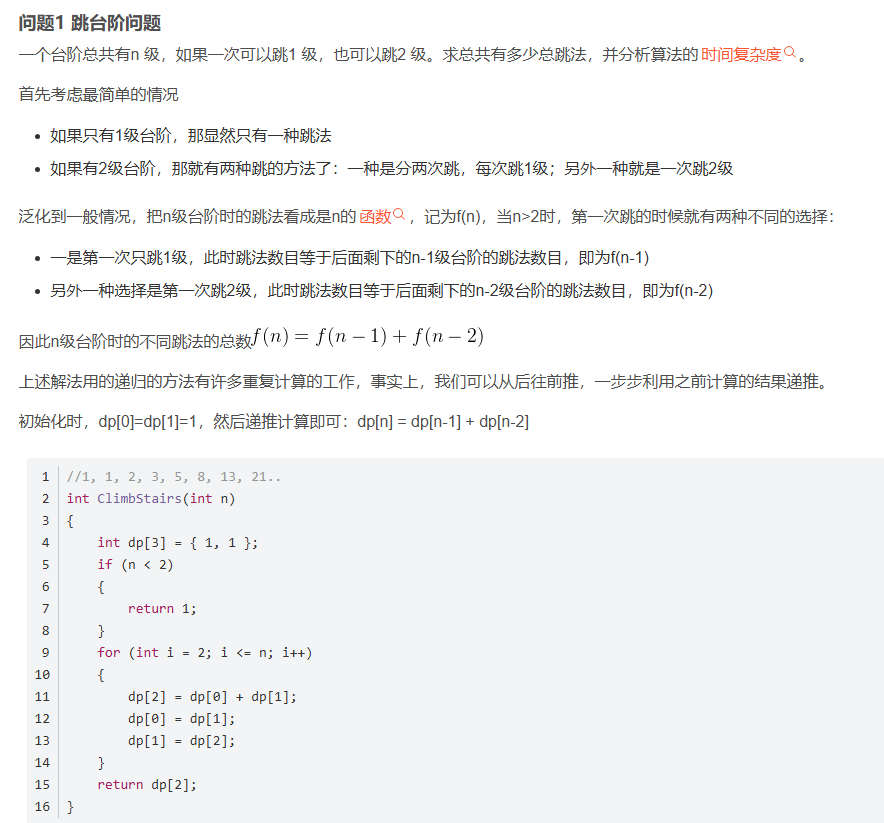 问题1 跳台阶问题
一个台阶总共有n 级，如果一次可以跳1 级，也可以跳2 级。求总共有多少总跳法，并分析算法的时间复杂度。
首先考虑最简单的情况
• 如果只有1级台阶，那显然只有一种跳法
• 如果有2级台阶，那就有两种跳的方法了：一种是分两次跳，每次跳1级；另外一种就是一次跳2级
泛化到一般情况，把n级台阶时的跳法看成是n的函数，记为f(n)，当n>2时，第一次跳的时候就有两种不同的选择：
• 一是第一次只跳1级，此时跳法数目等于后面剩下的n-1级台阶的跳法数目，即为f(n-1)
• 另外一种选择是第一次跳2级，此时跳法数目等于后面剩下的n-2级台阶的跳法数目，即为f(n-2)
因此n级台阶时的不同跳法的总数f(n) = f(n − 1) + f(n − 2)
上述解法用的递归的方法有许多重复计算的工作，事实上，我们可以从后往前推，一步步利用之前计算的结果递推。
初始化时，dp[0]=dp[1]=1，然后递推计算即可：dp[n] = dp[n-1] + dp[n-2]
1 //1, 1, 2, 3, 5, 8, 13, 21..
2 int ClimbStairs(int n)
3 {
4     int dp[3] = { 1, 1 };
5     if (n < 2)
6     {
7         return 1;
8     }
9     for (int i = 2; i <= n; i++)
10     {
11         dp[2] = dp[0] + dp[1];
12         dp[0] = dp[1];
13         dp[1] = dp[2];
14     }
15     return dp[2];
16 }